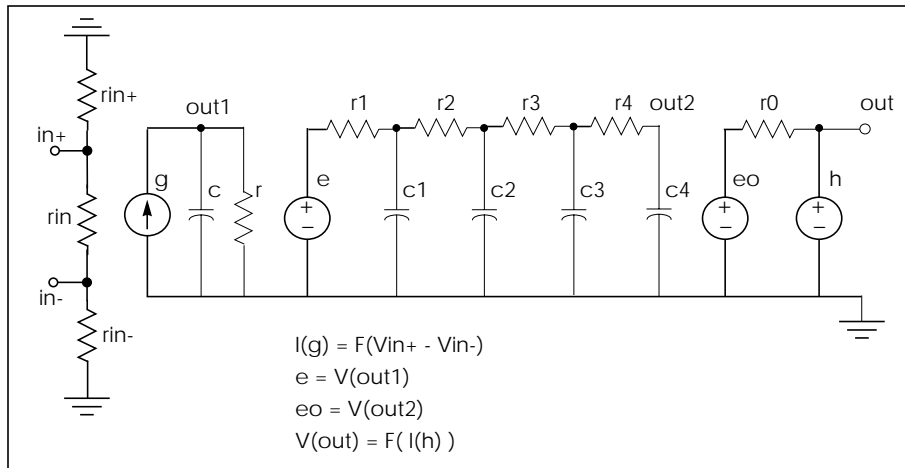 rin+
out1
r1
r2
r3
r4
out2
r0
out
in+
g
c
r
e
c1
c2
c3
c4
eo
h
rin
+
−
+
−
+
−
in-
rin-
I(g) = F(Vin+ - Vin-)
e = V(out1)
eo = V(out2)
V(out) = F( I(h) )